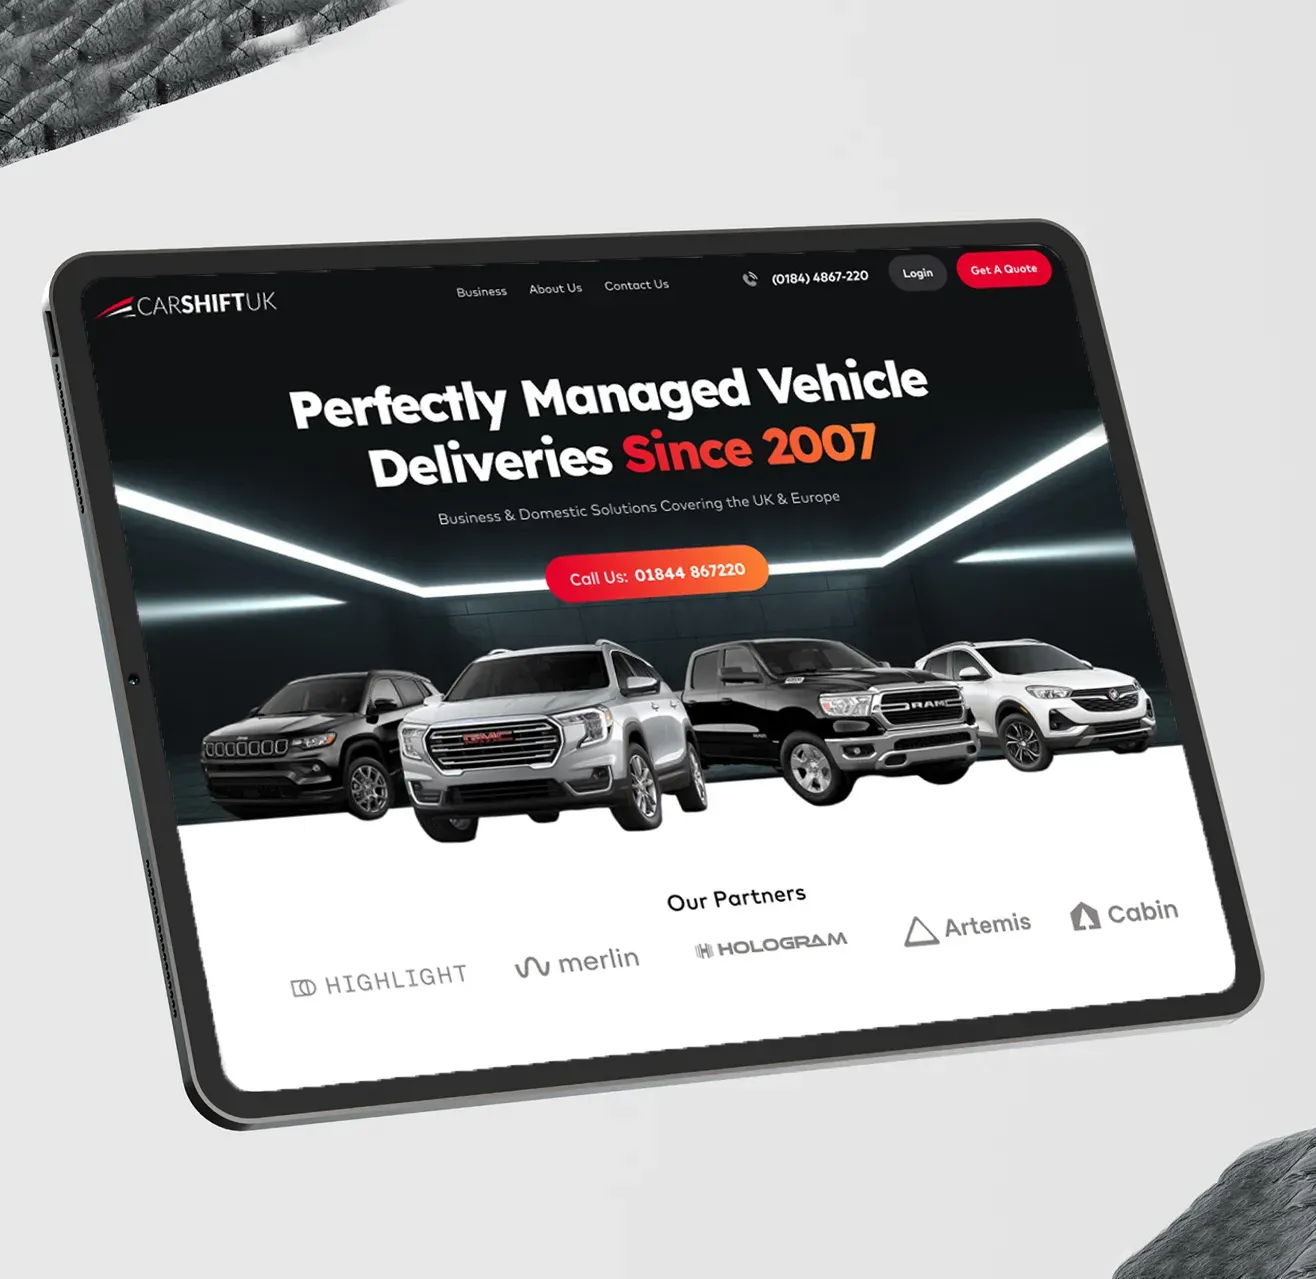 CARSHIFTUK
Business About Us Contact Us
(0184) 4867-220
Login
Get A Quote
Perfectly Managed Vehicle
Deliveries Since 2007
Business & Domestic Solutions Covering the UK & Europe
Call Us: 01844 867220
GMC
RAM
Our Partners
HIGHLIGHT
merlin
HOLOGRAM
Artemis
Cabin